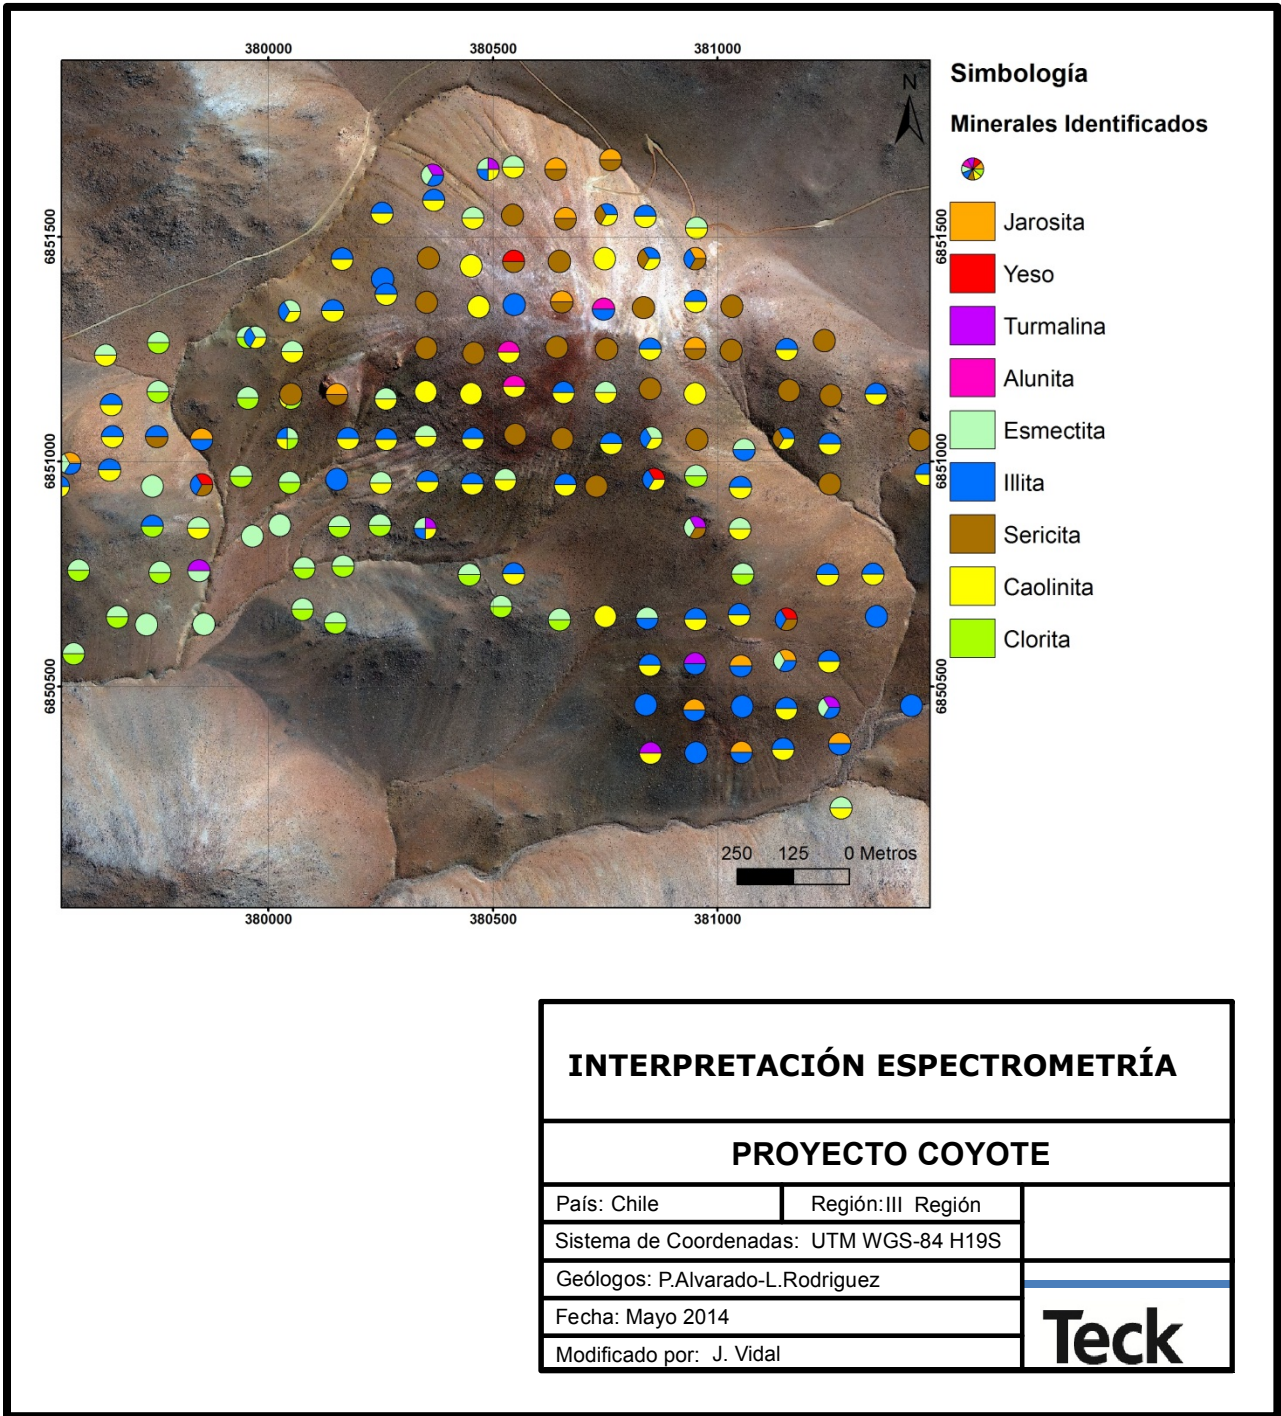 380000
380500
381000
N
6851500
6851500
6851000
6851000
6850500
6850500
250
125
0 Metros
380000
380500
381000
Simbología
Minerales Identificados
Jarosita
Yeso
Turmalina
Alunita
Esmectita
Illita
Sericita
Caolinita
Clorita
INTERPRETACIÓN ESPECTROMETRÍA
PROYECTO COYOTE
País: Chile
Región:III Región
Sistema de Coordenadas: UTM WGS-84 H19S
Geólogos: P.Alvarado-L.Rodriguez
Fecha: Mayo 2014
Modificado por: J. Vidal
Teck